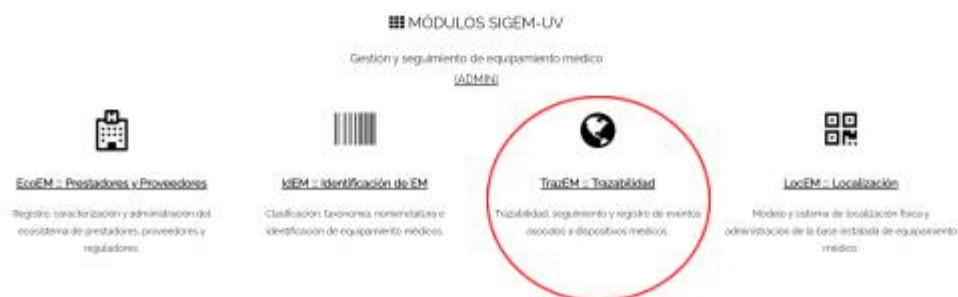 MÓDULOS SIGEM-UV
Gestión y seguimiento de equipamiento médico
(ADMIN)
EcoEM :: Prestadores y Proveedores
Registro, caracterización y administración del
ecosistema de prestadores, proveedores y
reguladores.
IdEM :: Identificación de EM
Clasificación, taxonomía, nomenclatura e
identificación de equipamiento médicos.
TrazEM :: Trazabilidad
Trazabilidad, seguimiento y registro de eventos
asociados a dispositivos médicos.
LocEM :: Localización
Modelo y sistema de localización física y
administración de la base instalada de equipamiento
médico.